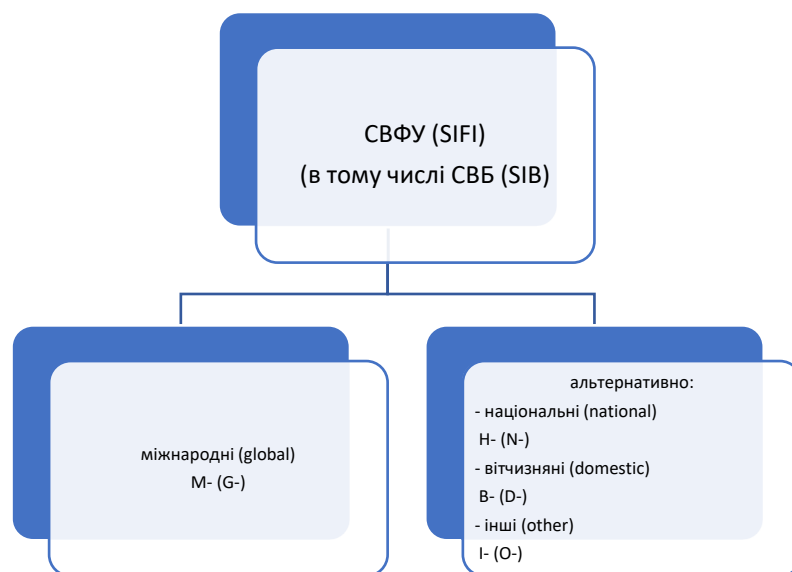 СВФУ (SIFI)
(в тому числі СВБ (SIB)
міжнародні (global)
М- (G-)
альтернативно:
- національні (national)
Н- (N-)
- вітчизняні (domestic)
В- (D-)
- інші (other)
І- (О-)